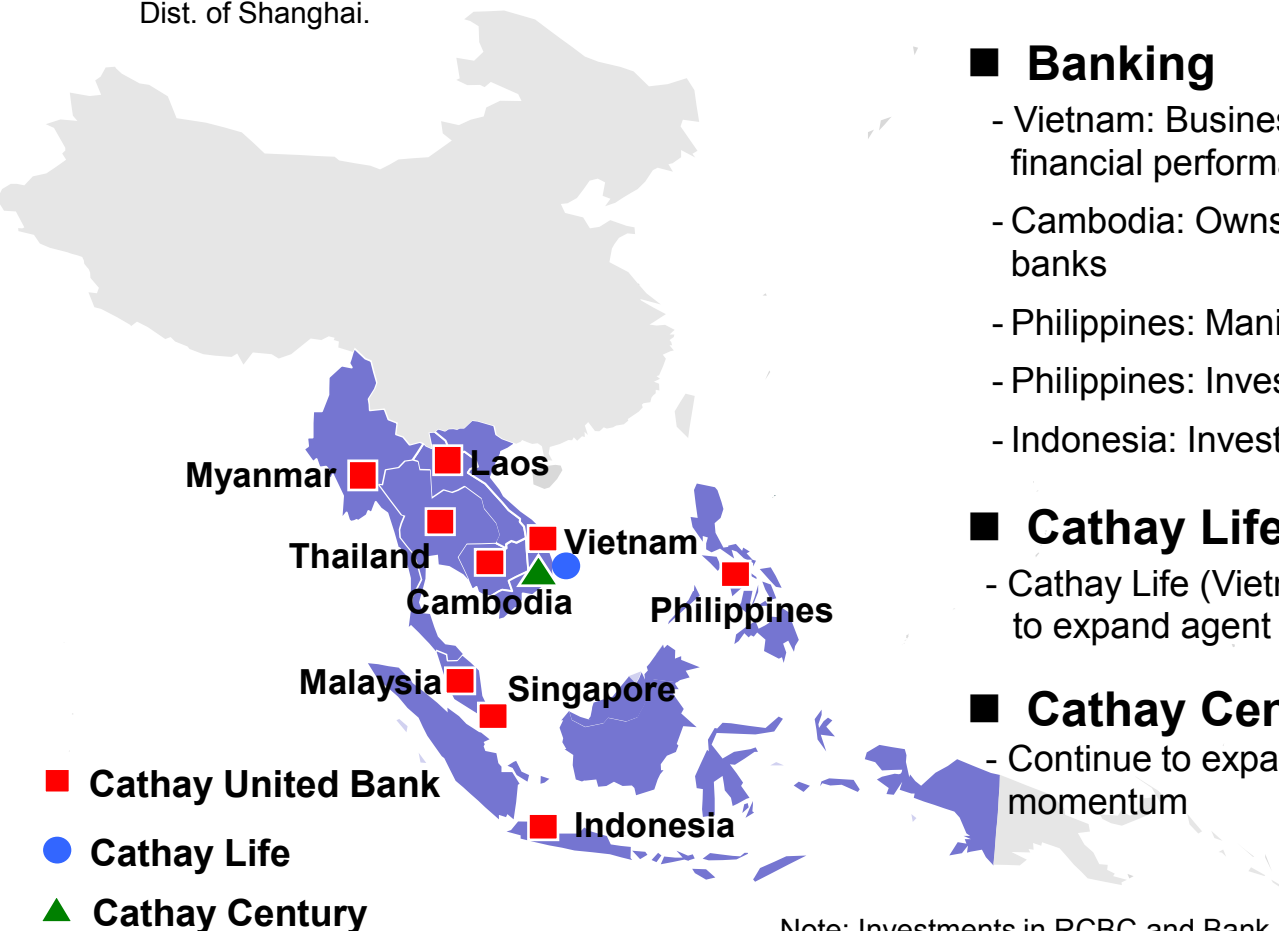 Dist. of Shanghai.
Myanmar
Laos
Thailand
Vietnam
Cambodia
Philippines
Malaysia
Singapore
Indonesia
Cathay United Bank
Cathay Life
Cathay Century
■ Banking
- Vietnam: Busines
financial performa
- Cambodia: Owns
banks
- Philippines: Mani
- Philippines: Inves
- Indonesia: Invest
■ Cathay Life
- Cathay Life (Vietn
to expand agent
■ Cathay Cen
- Continue to expa
momentum
Note: Investments in RCBC and Bank